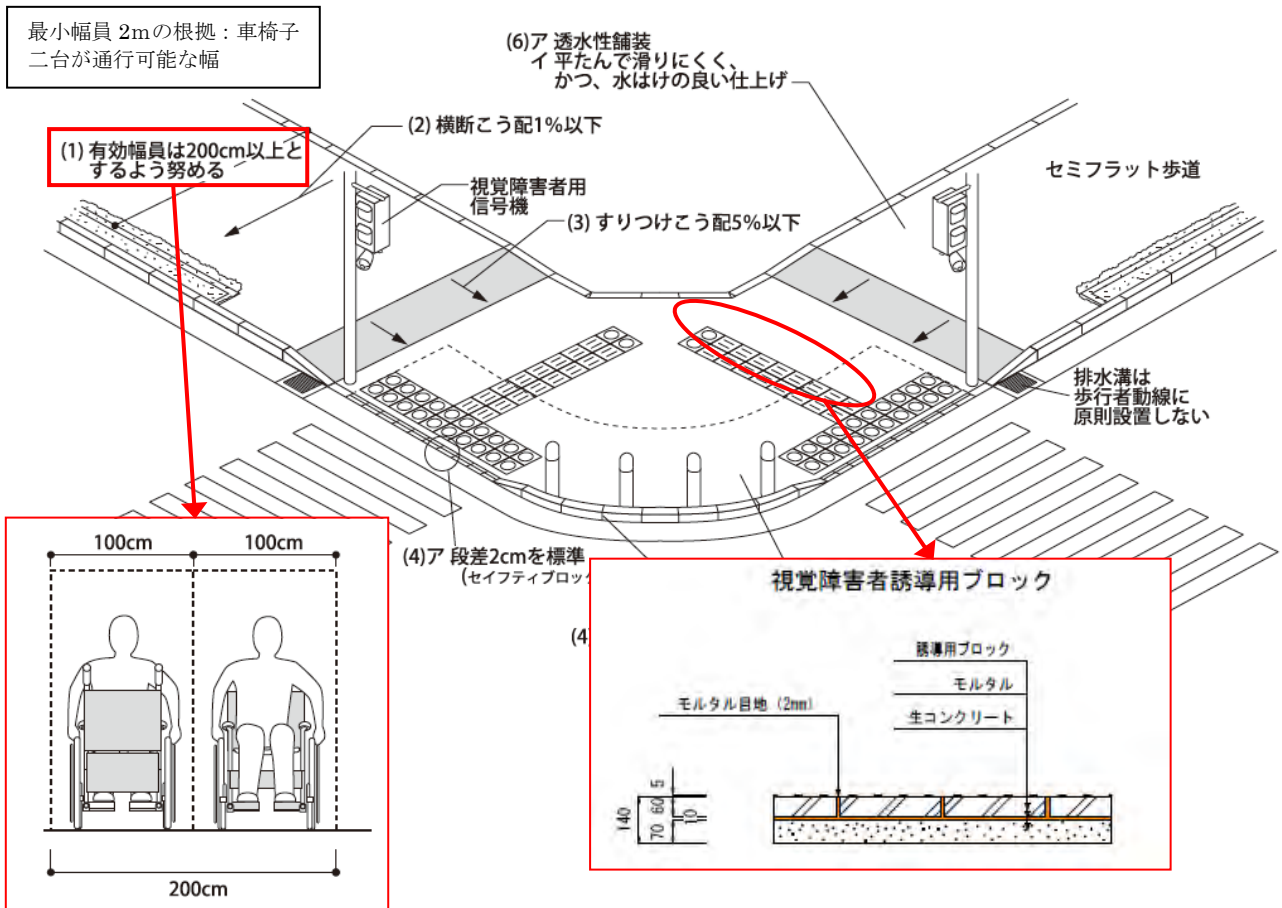 最小幅員 2mの根拠：車椅子
二台が通行可能な幅
(6)ア 透水性舗装
イ 平たんで滑りにくく、
かつ、水はけの良い仕上げ
(1) 有効幅員は200cm以上と
するよう努める
(2) 横断こう配1%以下
視覚障害者用
信号機
(3) すりつけこう配5%以下
セミフラット歩道
排水溝は
歩行者動線に
原則設置しない
(4)ア 段差2cmを標準
(セイフティブロック
(4)
100cm
100cm
200cm
視覚障害者誘導用ブロック
誘導用ブロック
モルタル
生コンクリート
モルタル目地（2mm）
5
60
10
70
140